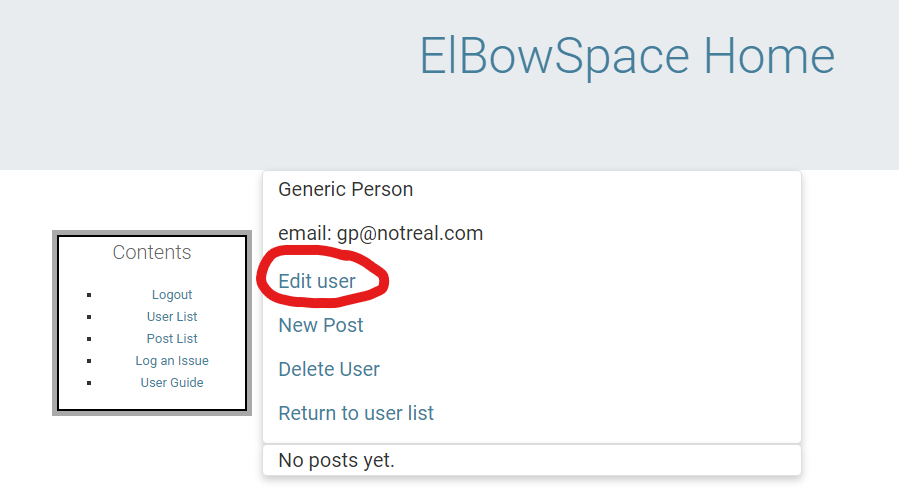 ElBowSpace Home
Contents
Logout
User List
Post List
Log an Issue
User Guide
Generic Person
email: gp@notreal.com
Edit user
New Post
Delete User
Return to user list
No posts yet.